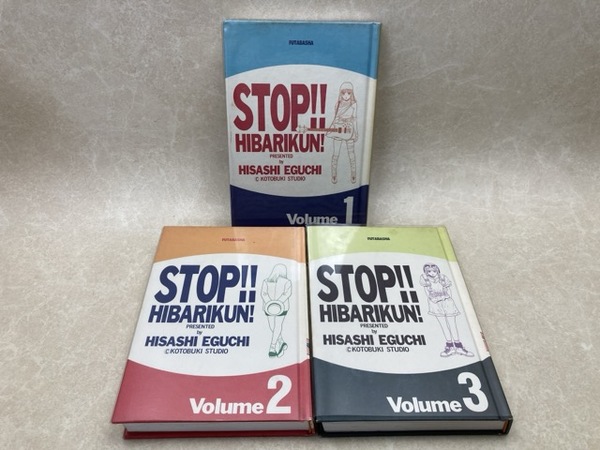 FUTABASHA
STOP!!
HIBARIKUN!
PRESENTED
by
HISASHI EGUCHI
© KOTOBUKI STUDIO
Volume 1
FUTABASHA
STOP!!
HIBARIKUN!
PRESENTED
by
HISASHI EGUCHI
© KOTOBUKI STUDIO
Volume 2
FUTABASHA
STOP!!
HIBARIKUN!
PRESENTED
by
HISASHI EGUCHI
© KOTOBUKI STUDIO
Volume 3